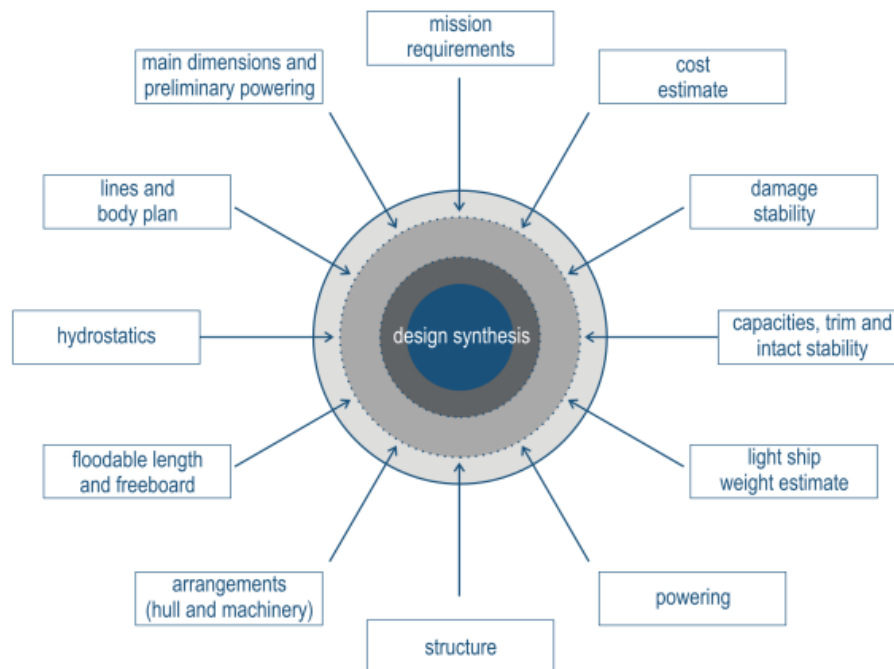 mission
requirements
main dimensions and
preliminary powering
cost
estimate
lines and
body plan
damage
stability
hydrostatics
design synthesis
capacities, trim and
intact stability
floodable length
and freeboard
light ship
weight estimate
arrangements
(hull and machinery)
powering
structure